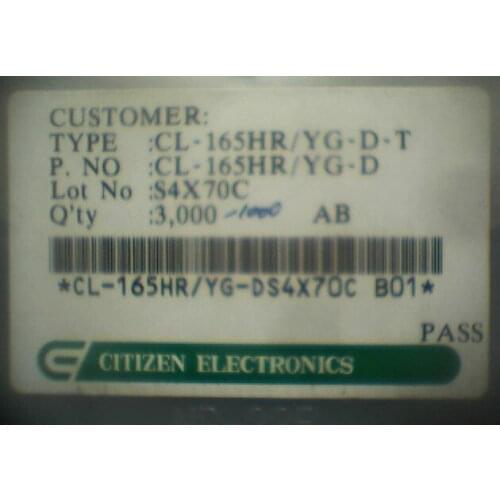 CUSTOMER:
TYPE :CL-165HR/YG-D-T
P. NO :CL-165HR/YG-D
Lot No :S4X70C
Q'ty :3,000 -1000 AB
*CL-165HR/YG-DS4X70C B01*
PASS
CITIZEN ELECTRONICS